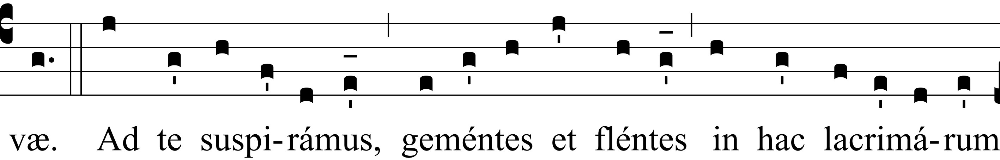 væ. Ad te suspi-rámus, geméntes et fléntes in hac lacrimá-rum